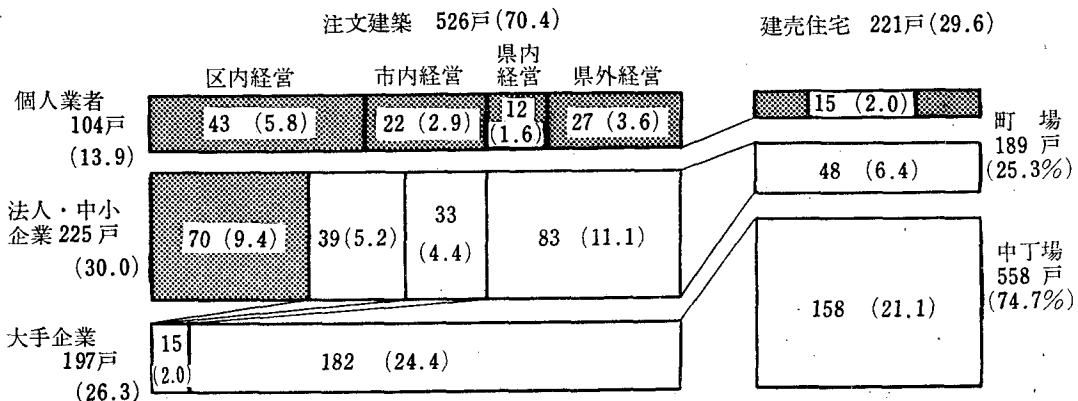 注文建築 526戸(70.4)
建売住宅 221戸(29.6)
区内経営
市内経営
県内
経営
県外経営
個人業者
104戸
(13.9)
43 (5.8)
22 (2.9)
12
(1.6)
27 (3.6)
15 (2.0)
町場
189 戸
(25.3%)
法人・中小
企業 225 戸
(30.0)
70 (9.4)
39(5.2)
33
(4.4)
83 (11.1)
48 (6.4)
中丁場
558 戸
(74.7%)
158 (21.1)
大手企業
197戸
(26.3)
15
(2.0)
182 (24.4)